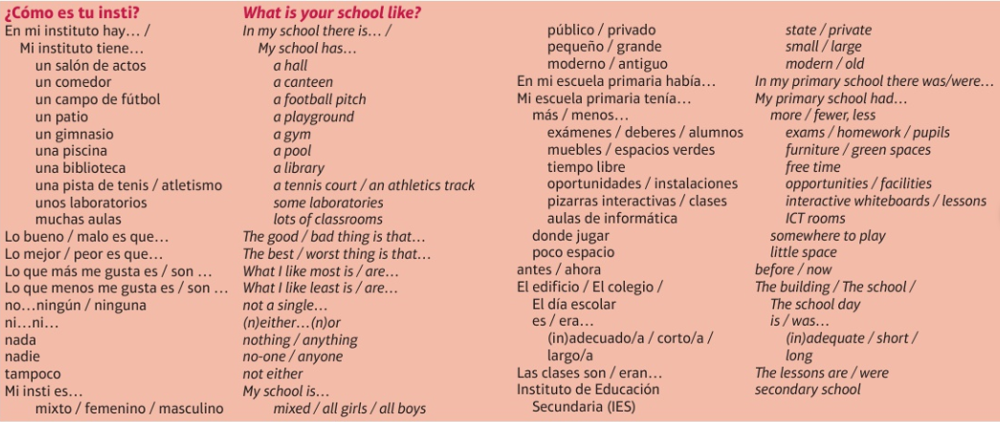 ¿Cómo es tu insti? What is your school like?
En mi instituto hay… / In my school there is… /
Mi instituto tiene… My school has…
un salón de actos a hall
un comedor a canteen
un campo de fútbol a football pitch
un patio a playground
un gimnasio a gym
una piscina a pool
una biblioteca a library
una pista de tenis / atletismo a tennis court / an athletics track
unos laboratorios some laboratories
muchas aulas lots of classrooms
Lo bueno / malo es que… The good / bad thing is that…
Lo mejor / peor es que… The best / worst thing is that…
Lo que más me gusta es / son … What I like most is / are…
Lo que menos me gusta es / son … What I like least is / are…
no…ningún / ninguna not a single…
ni…ni… (n)either…(n)or
nada nothing / anything
nadie no-one / anyone
tampoco not either
Mi insti es… My school is…
mixto / femenino / masculino mixed / all girls / all boys
público / privado state / private
pequeño / grande small / large
moderno / antiguo modern / old
En mi escuela primaria había… In my primary school there was/were…
Mi escuela primaria tenía… My primary school had…
más / menos… more / fewer, less
exámenes / deberes / alumnos exams / homework / pupils
muebles / espacios verdes furniture / green spaces
tiempo libre free time
oportunidades / instalaciones opportunities / facilities
pizarras interactivas / clases interactive whiteboards / lessons
aulas de informática ICT rooms
donde jugar somewhere to play
poco espacio little space
antes / ahora before / now
El edificio / El colegio / The building / The school /
El día escolar The school day
es / era… is / was…
(in)adecuado/a / corto/a / (in)adequate / short /
largo/a long
Las clases son / eran… The lessons are / were
Instituto de Educación secondary school
Secundaria (IES)